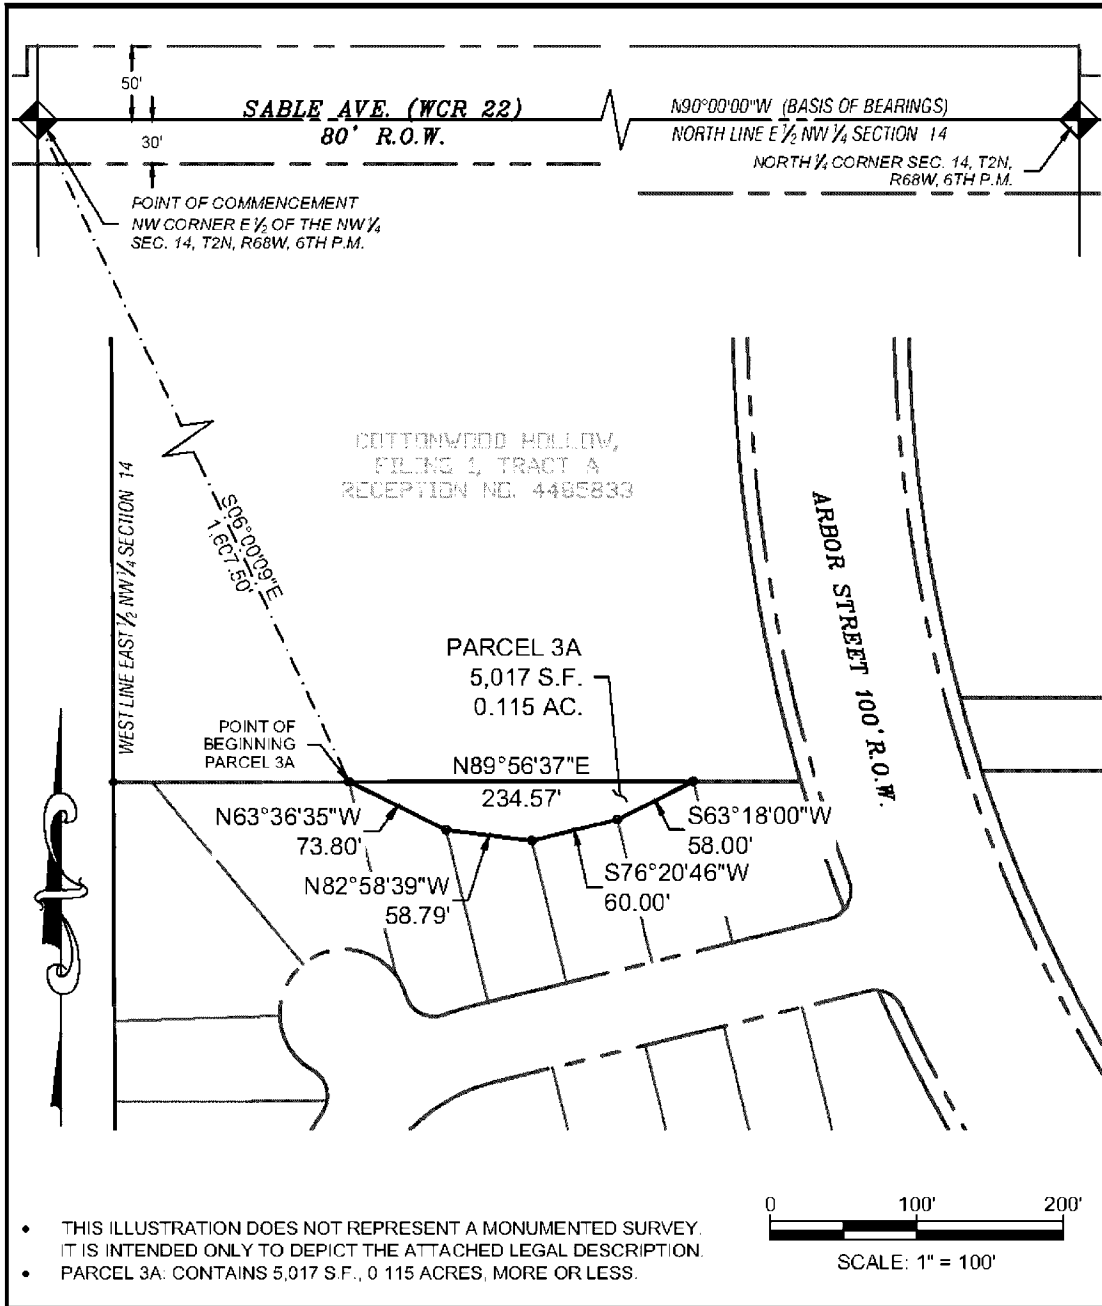 50'
SABLE AVE. (WCR 22)
80' R.O.W.
30'
N90°00'00"W (BASIS OF BEARINGS)
NORTH LINE E ½ NW ¼ SECTION 14
NORTH ¼ CORNER SEC. 14, T2N,
R68W, 6TH P.M.
POINT OF COMMENCEMENT
NW CORNER E ½ OF THE NW ¼
SEC. 14, T2N, R68W, 6TH P.M.
COTTONWOOD HOLLOW,
FILING 1, TRACT A
RECEPTION NO. 4485833
WEST LINE EAST ½ NW ¼ SECTION 14
S06°00'09"E
1,607.50'
ARBOR STREET 100' R.O.W.
PARCEL 3A
5,017 S.F.
0.115 AC.
POINT OF
BEGINNING
PARCEL 3A
N89°56'37"E
234.57'
N63°36'35"W
73.80'
S63°18'00"W
58.00'
N82°58'39"W
58.79'
S76°20'46"W
60.00'
0 100' 200'
SCALE: 1" = 100'
• THIS ILLUSTRATION DOES NOT REPRESENT A MONUMENTED SURVEY.
IT IS INTENDED ONLY TO DEPICT THE ATTACHED LEGAL DESCRIPTION.
• PARCEL 3A: CONTAINS 5,017 S.F., 0 115 ACRES, MORE OR LESS.